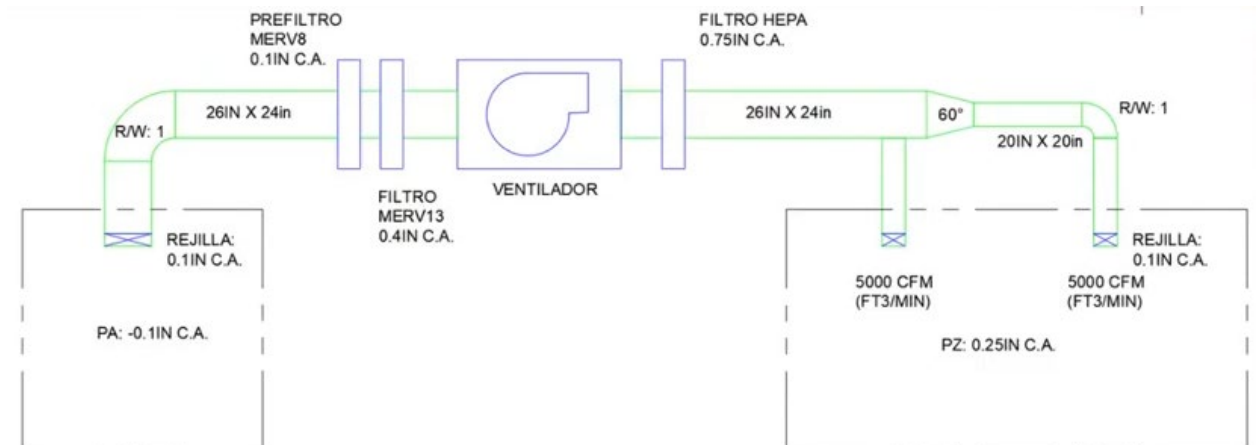 PREFILTRO
MERV8
0.1IN C.A.
FILTRO HEPA
0.75IN C.A.
R/W: 1
26IN X 24in
26IN X 24in
60°
R/W: 1
20IN X 20in
FILTRO
MERV13
0.4IN C.A.
VENTILADOR
REJILLA:
0.1IN C.A.
REJILLA:
0.1IN C.A.
5000 CFM
(FT3/MIN)
5000 CFM
(FT3/MIN)
PA: -0.1IN C.A.
PZ: 0.25IN C.A.